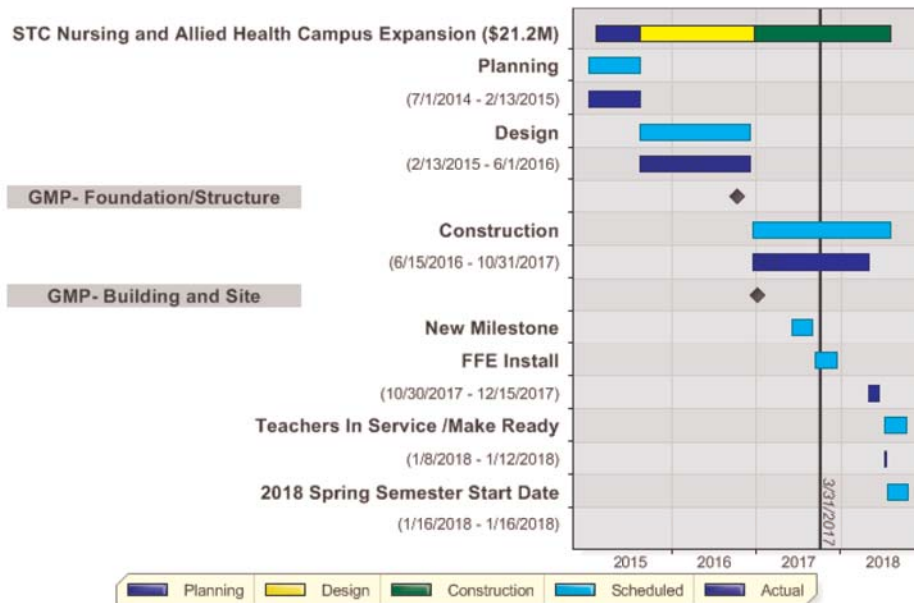 STC Nursing and Allied Health Campus Expansion ($21.2M)
Planning
(7/1/2014 - 2/13/2015)
Design
(2/13/2015 - 6/1/2016)
GMP- Foundation/Structure
Construction
(6/15/2016 - 10/31/2017)
GMP- Building and Site
New Milestone
FFE Install
(10/30/2017 - 12/15/2017)
Teachers In Service /Make Ready
(1/8/2018 - 1/12/2018)
2018 Spring Semester Start Date
(1/16/2018 - 1/16/2018)
3/31/2017
2015 2016 2017 2018
Planning Design Construction Scheduled Actual